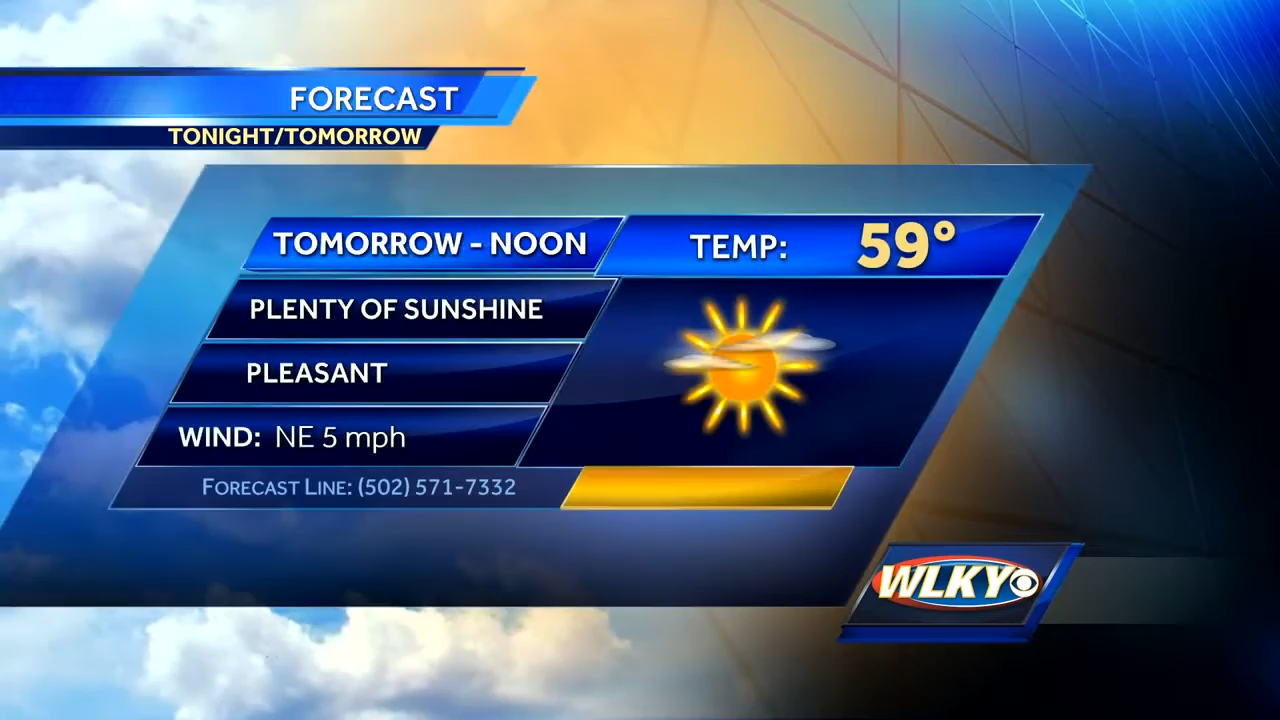 FORECAST
TONIGHT/TOMORROW
TOMORROW - NOON
TEMP: 59°
PLENTY OF SUNSHINE
PLEASANT
WIND: NE 5 mph
FORECAST LINE: (502) 571-7332
WLKY